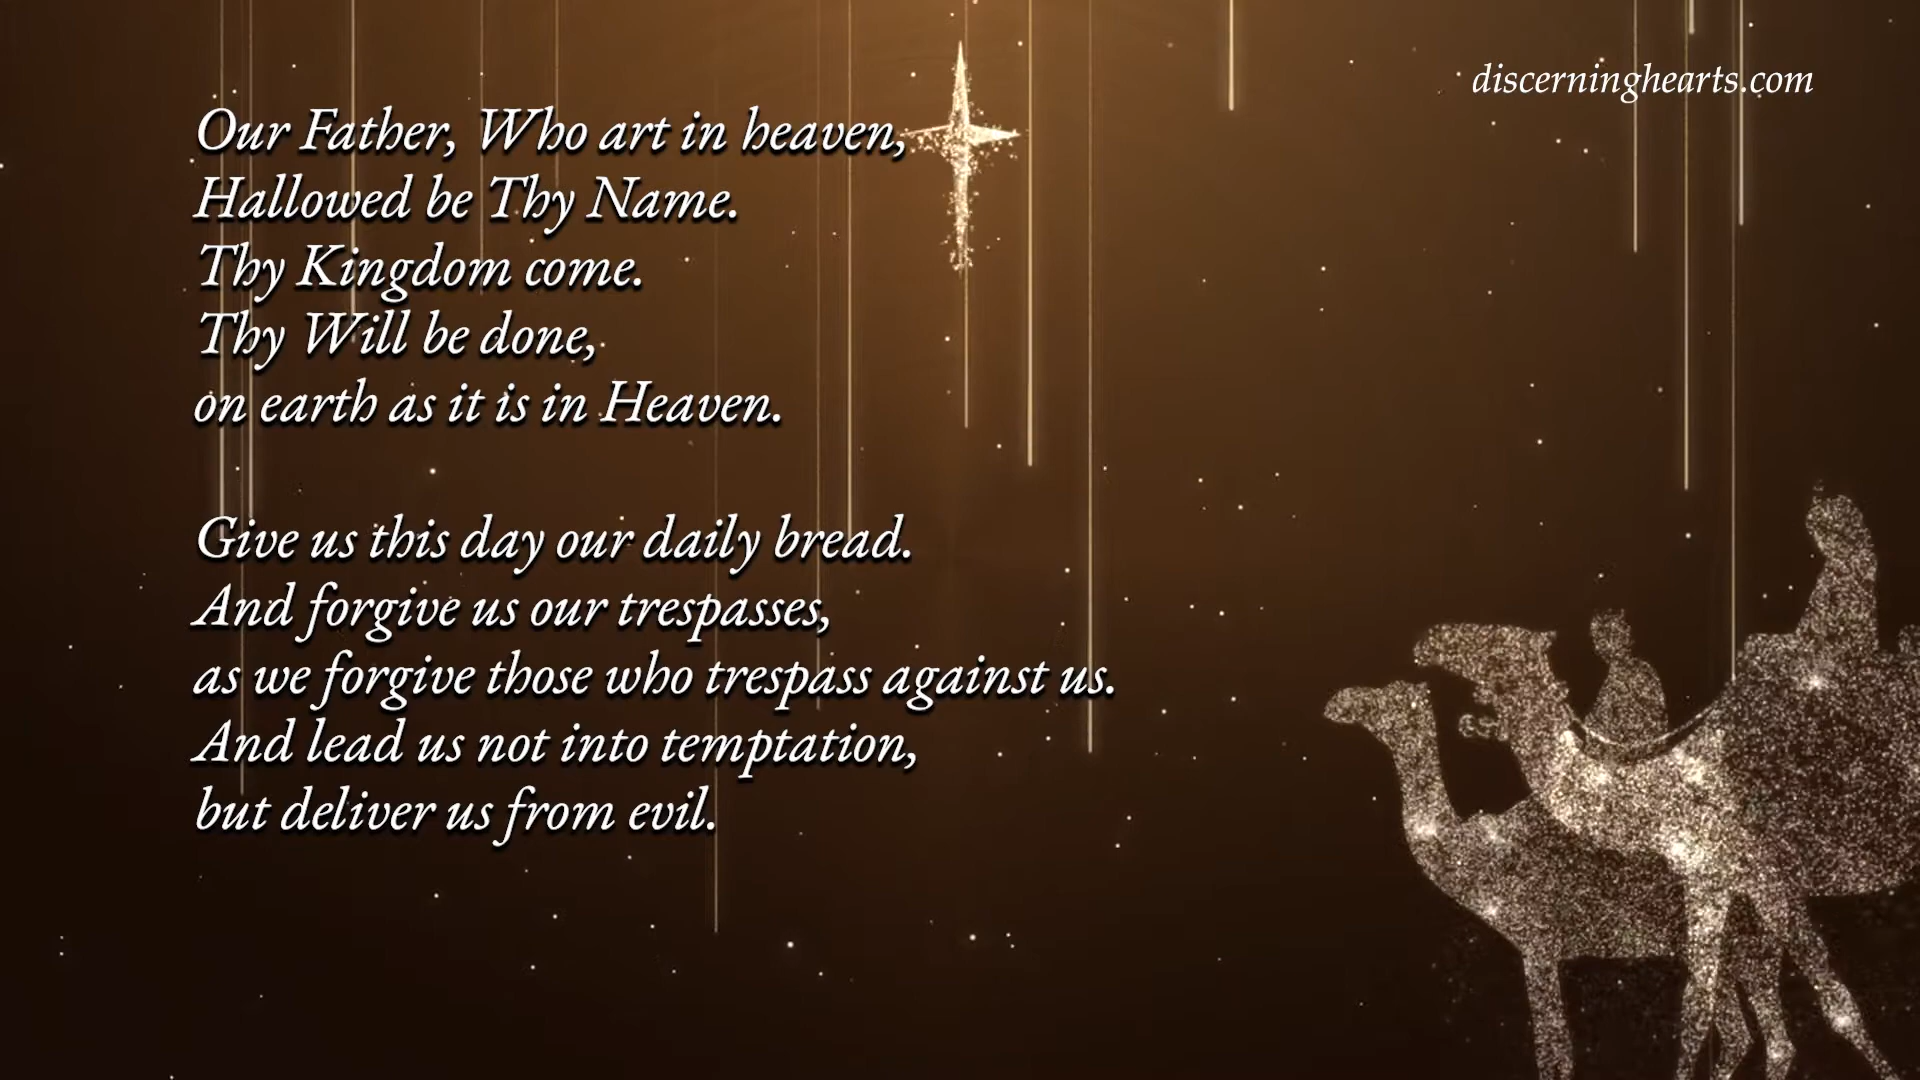 discerninghearts.com
Our Father, Who art in heaven,
Hallowed be Thy Name.
Thy Kingdom come.
Thy Will be done,
on earth as it is in Heaven.
Give us this day our daily bread.
And forgive us our trespasses,
as we forgive those who trespass against us.
And lead us not into temptation,
but deliver us from evil.